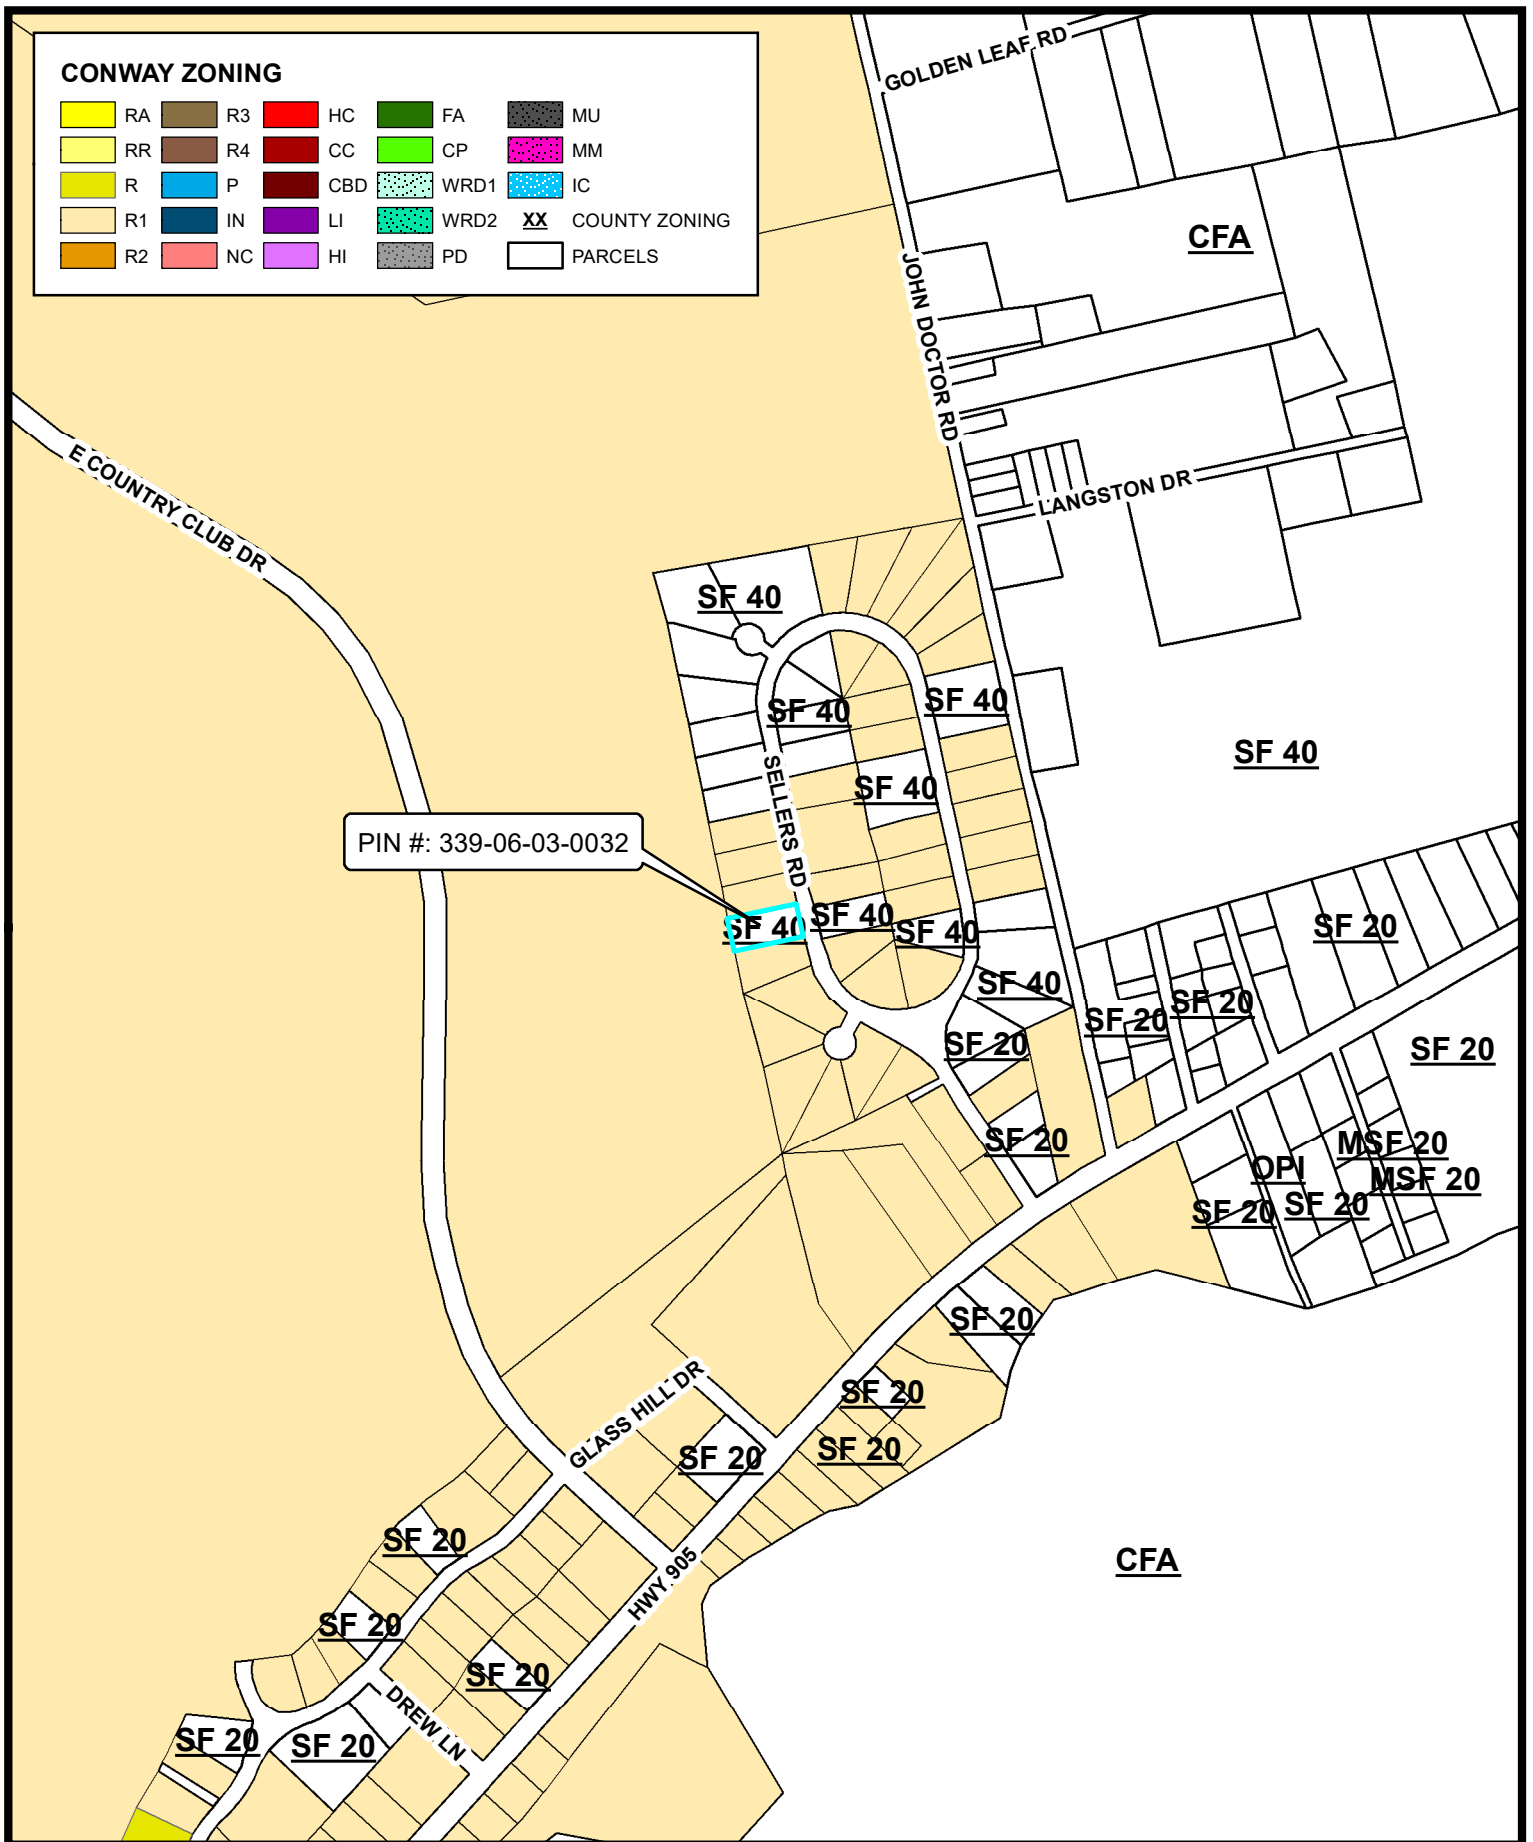 CONWAY ZONING
RA R3 HC FA MU
RR R4 CC CP MM
R P CBD WRD1 IC
R1 IN LI WRD2 XX COUNTY ZONING
R2 NC HI PD PARCELS
GOLDEN LEAF RD
CFA
JOHN DOCTOR RD
E COUNTRY CLUB DR
LANGSTON DR
SF 40
SF 40
SF 40
SF 40
SF 40
SELLERS RD
PIN #: 339-06-03-0032
SF 40
SF 40
SF 40
SF 40
SF 20
SF 40
SF 20
SF 20
SF 20
SF 20
SF 20
MSF 20
OPI
MSF 20
SF 20
SF 20
SF 20
GLASS HILL DR
SF 20
SF 20
SF 20
SF 20
CFA
HWY 905
SF 20
SF 20
DREW LN
SF 20
SF 20